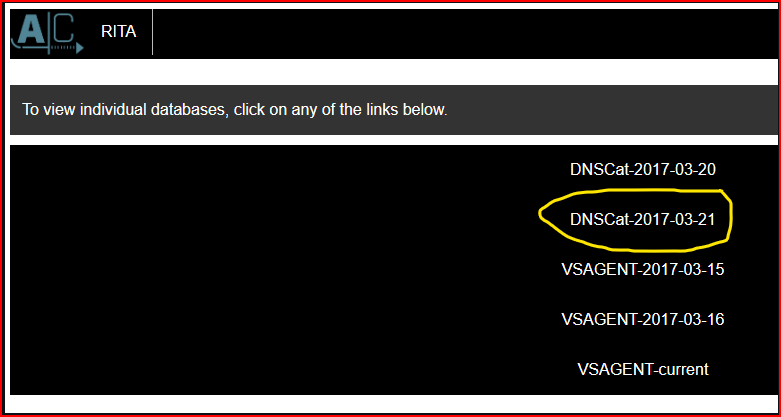 A C RITA
To view individual databases, click on any of the links below.
DNSCat-2017-03-20
DNSCat-2017-03-21
VSAGENT-2017-03-15
VSAGENT-2017-03-16
VSAGENT-current